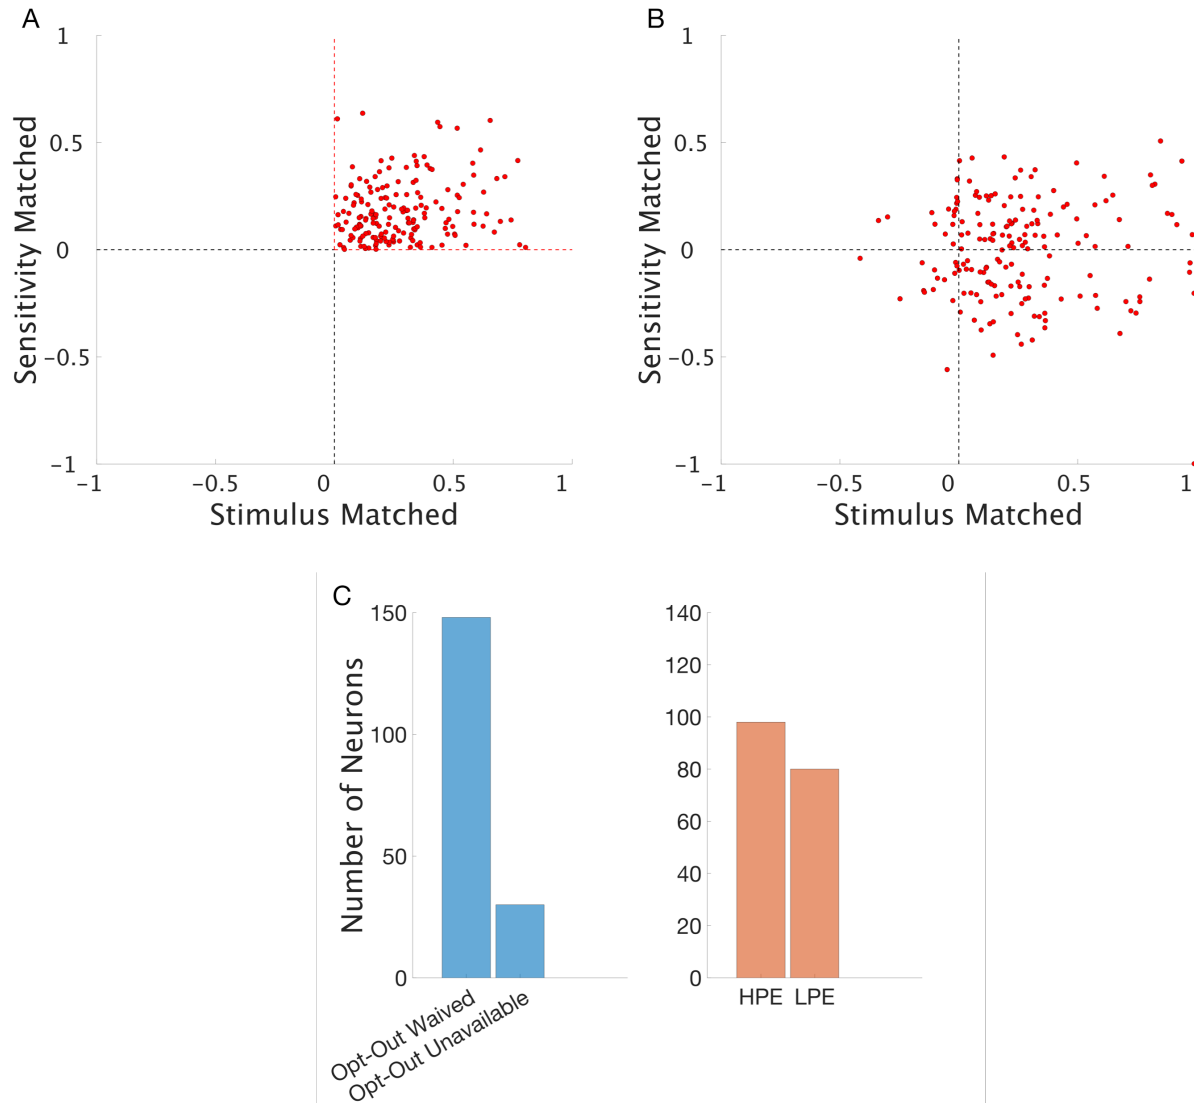 A
1
0.5
0
−0.5
−1
Sensitivity Matched
−1
0
0.5
1
Stimulus Matched
B
1
0.5
0
−0.5
−1
Sensitivity Matched
−1
−0.5
0
0.5
1
Stimulus Matched
C
150
100
50
0
Number of Neurons
Opt-Out Waived
Opt-Out Unavailable
140
120
100
80
60
40
20
0
HPE
LPE